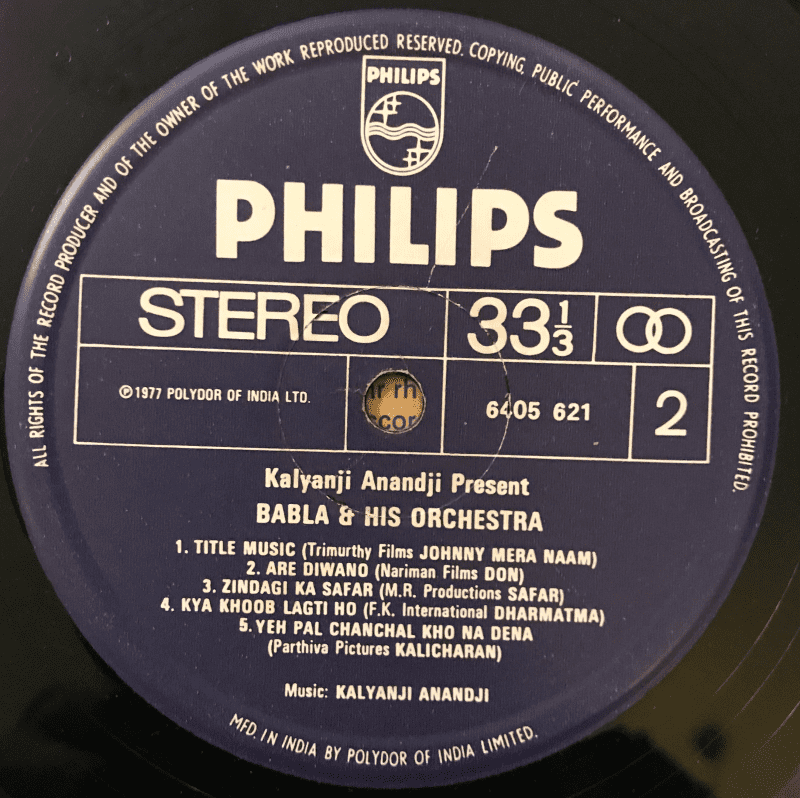 ALL RIGHTS OF THE RECORD PRODUCER AND OF THE OWNER OF THE WORK REPRODUCED RESERVED. COPYING, PUBLIC PERFORMANCE AND BROADCASTING OF THIS RECORD PROHIBITED.
PHILIPS
PHILIPS
STEREO
33 1/3
℗ 1977 POLYDOR OF INDIA LTD.
6405 621
2
Kalyanji Anandji Present
BABLA & HIS ORCHESTRA
1. TITLE MUSIC (Trimurthy Films JOHNNY MERA NAAM)
2. ARE DIWANO (Nariman Films DON)
3. ZINDAGI KA SAFAR (M.R. Productions SAFAR)
4. KYA KHOOB LAGTI HO (F.K. International DHARMATMA)
5. YEH PAL CHANCHAL KHO NA DENA
(Parthiva Pictures KALICHARAN)
Music: KALYANJI ANANDJI
MFD. IN INDIA BY POLYDOR OF INDIA LIMITED.